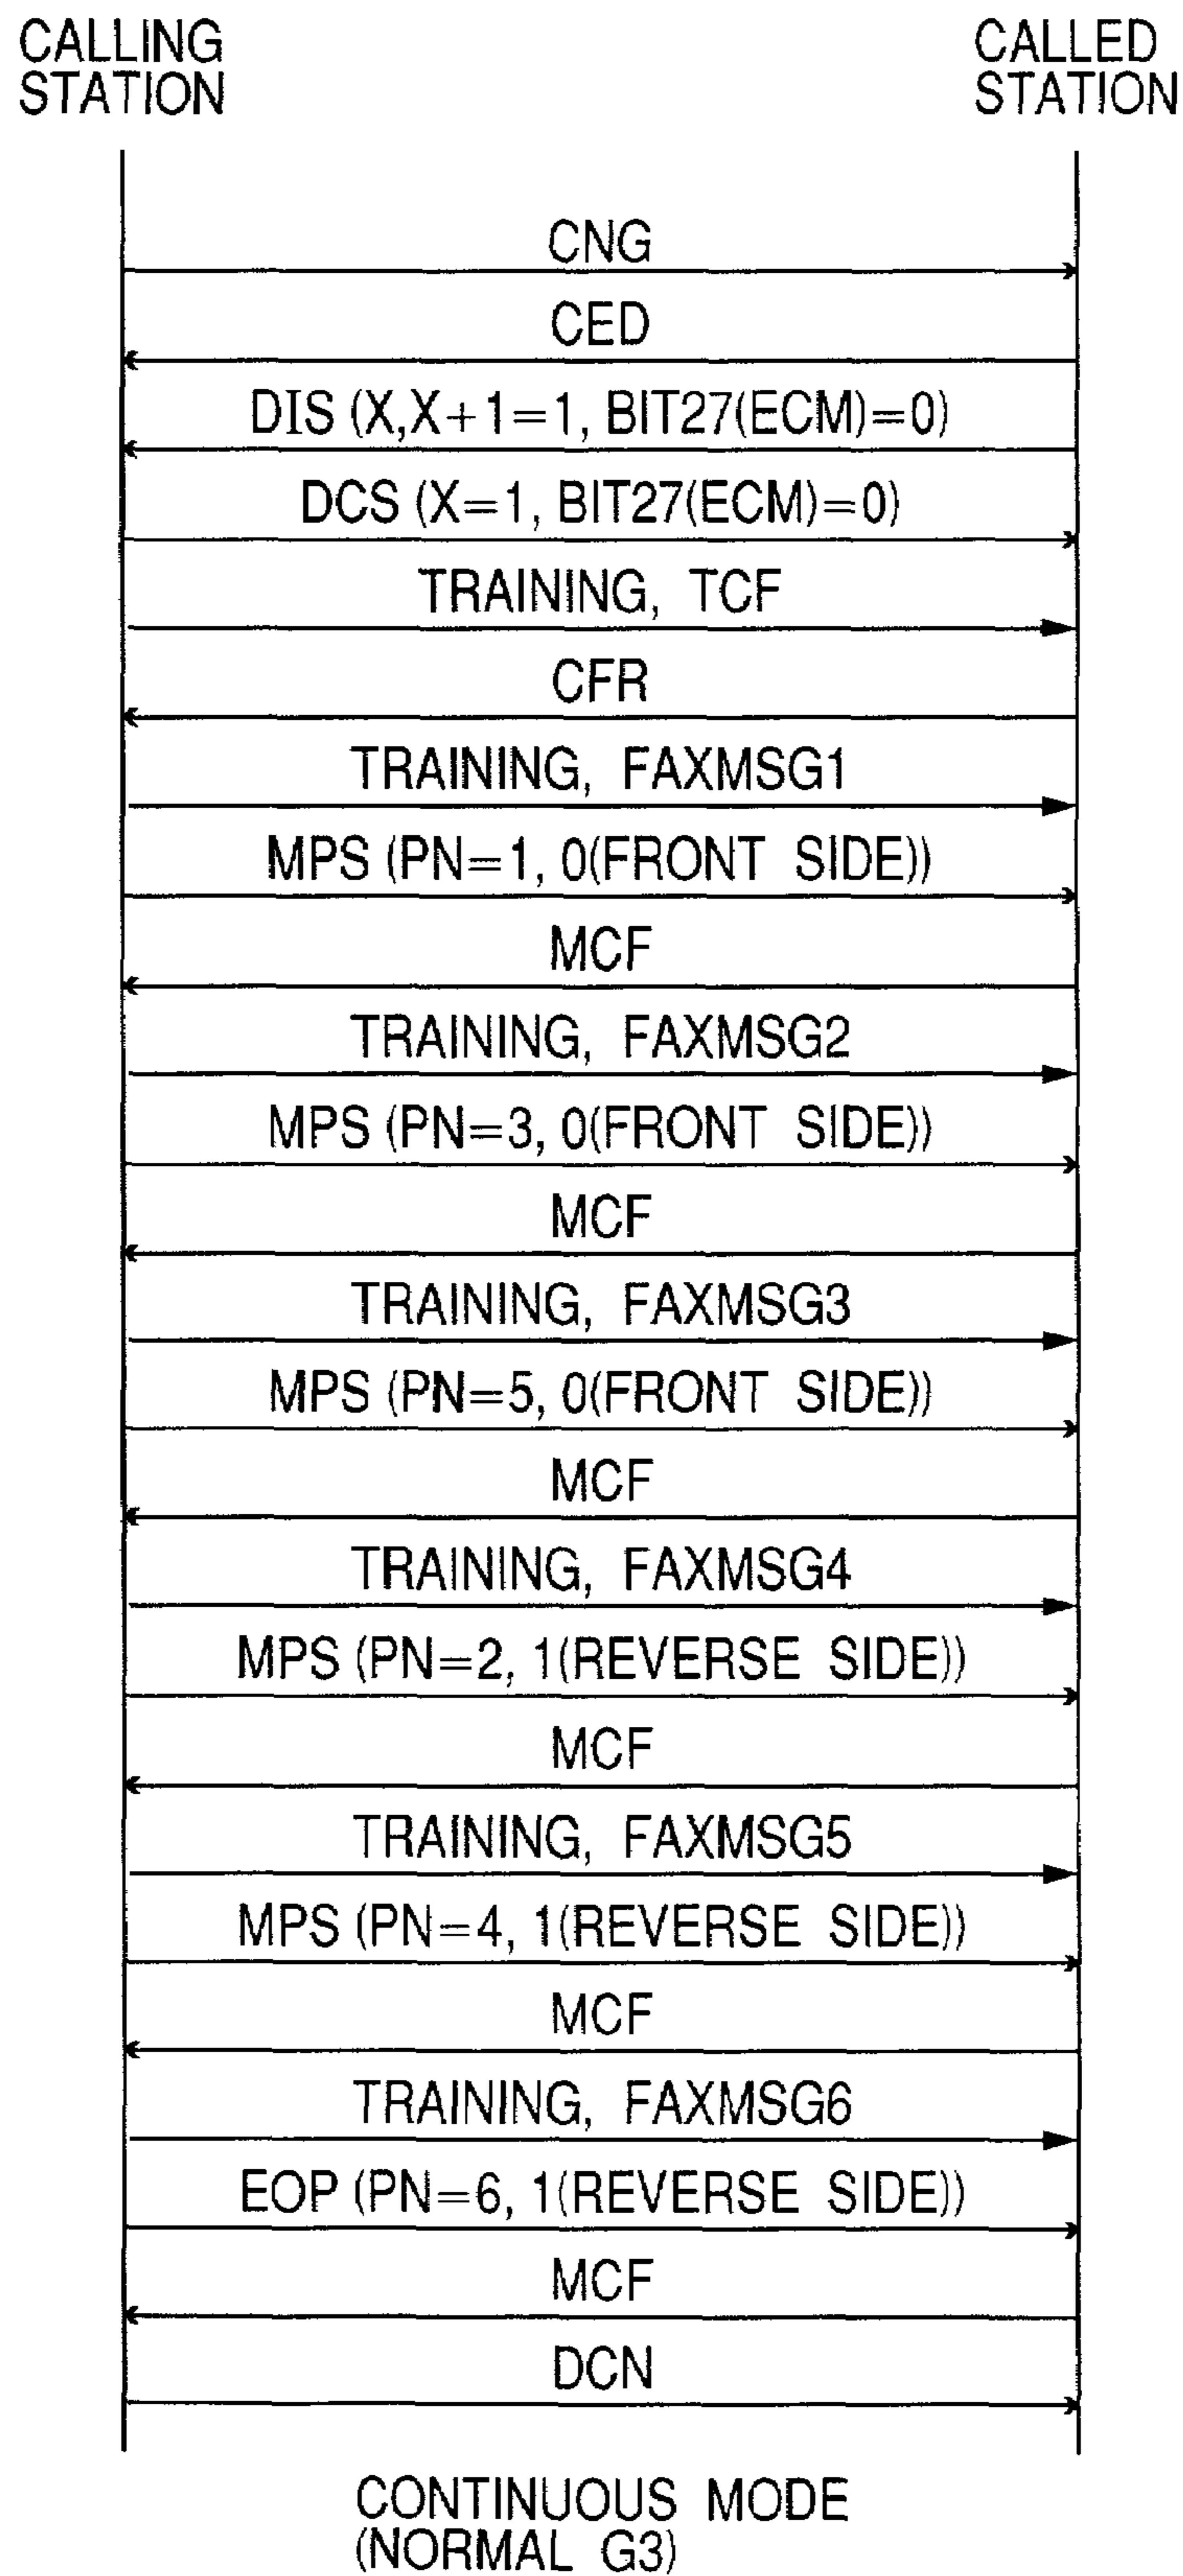 CALLING
STATION
CALLED
STATION
CNG
CED
DIS (X,X+1=1, BIT27(ECM)=0)
DCS (X=1, BIT27(ECM)=0)
TRAINING, TCF
CFR
TRAINING, FAXMSG1
MPS (PN=1, 0(FRONT SIDE))
MCF
TRAINING, FAXMSG2
MPS (PN=3, 0(FRONT SIDE))
MCF
TRAINING, FAXMSG3
MPS (PN=5, 0(FRONT SIDE))
MCF
TRAINING, FAXMSG4
MPS (PN=2, 1(REVERSE SIDE))
MCF
TRAINING, FAXMSG5
MPS (PN=4, 1(REVERSE SIDE))
MCF
TRAINING, FAXMSG6
EOP (PN=6, 1(REVERSE SIDE))
MCF
DCN
CONTINUOUS MODE
(NORMAL G3)